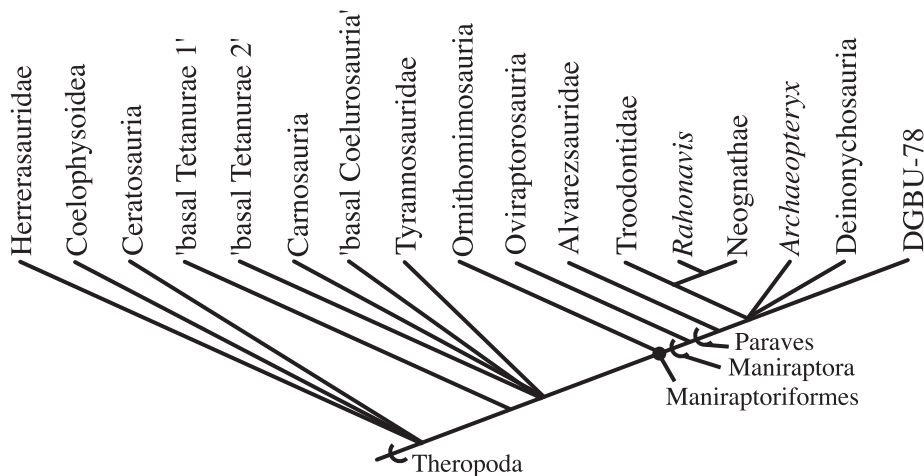 Herrerasauridae
Coelophysoidea
Ceratosauria
'basal Tetanurae 1'
'basal Tetanurae 2'
Carnosauria
'basal Coelurosauria'
Tyrannosauridae
Ornithomimosauria
Oviraptorosauria
Alvarezsauridae
Troodontidae
Rahonavis
Neognathae
Archaeopteryx
Deinonychosauria
DGBU-78
Paraves
Maniraptora
Maniraptoriformes
Theropoda